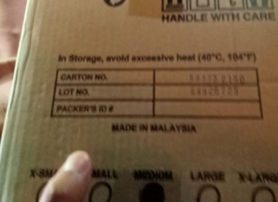 HANDLE WITH CARE
In Storage, avoid excessive heat (40°C, 104°F)
CARTON NO.
LOT NO.
PACKER'S ID #
MADE IN MALAYSIA
MEDIUM LARGE